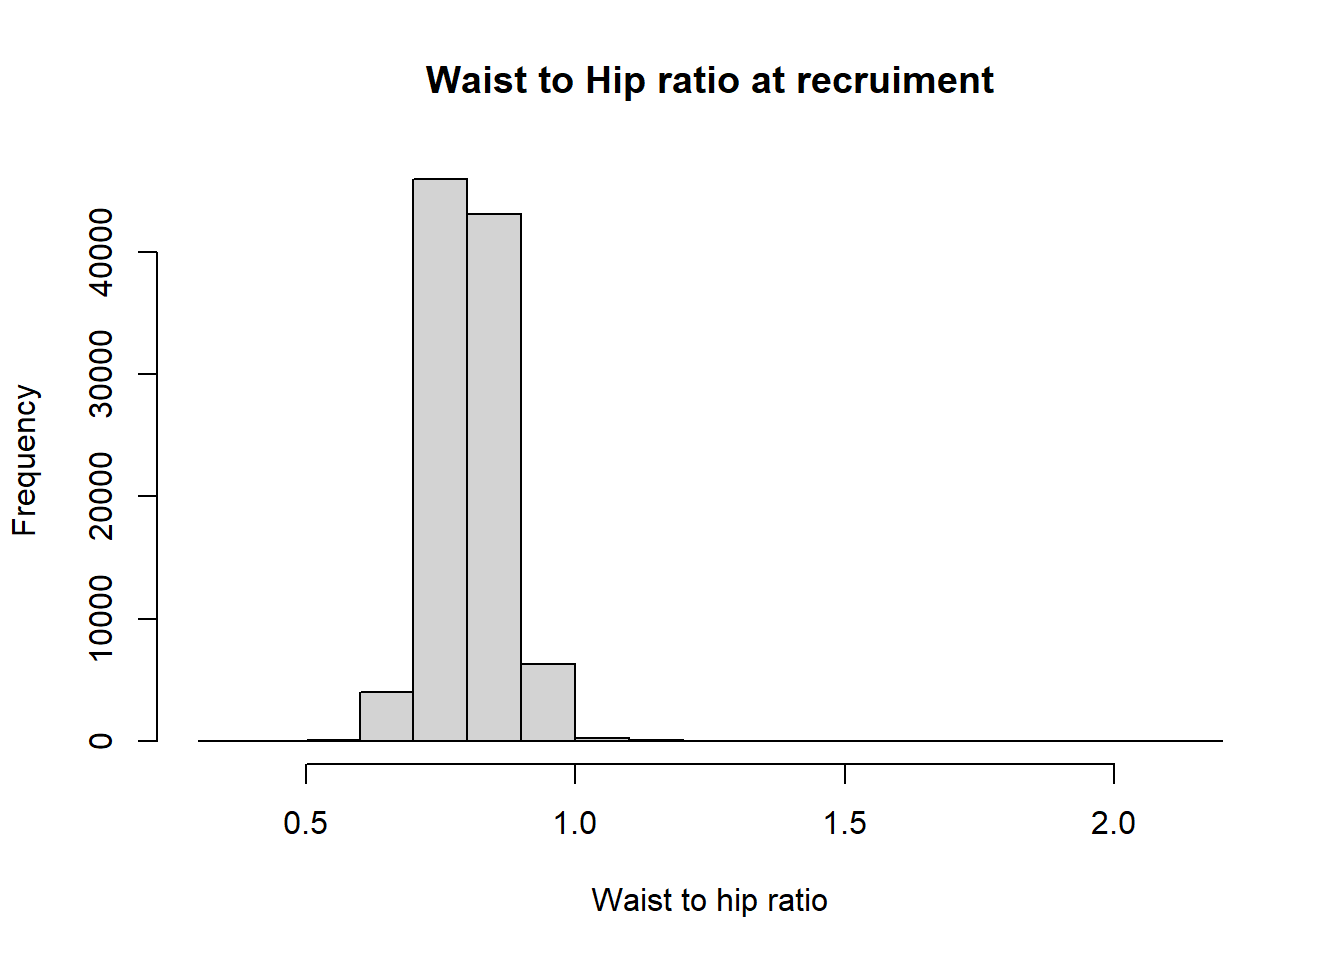 Waist to Hip ratio at recruiment
Frequency
40000
30000
20000
10000
0
0.5 1.0 1.5 2.0
Waist to hip ratio